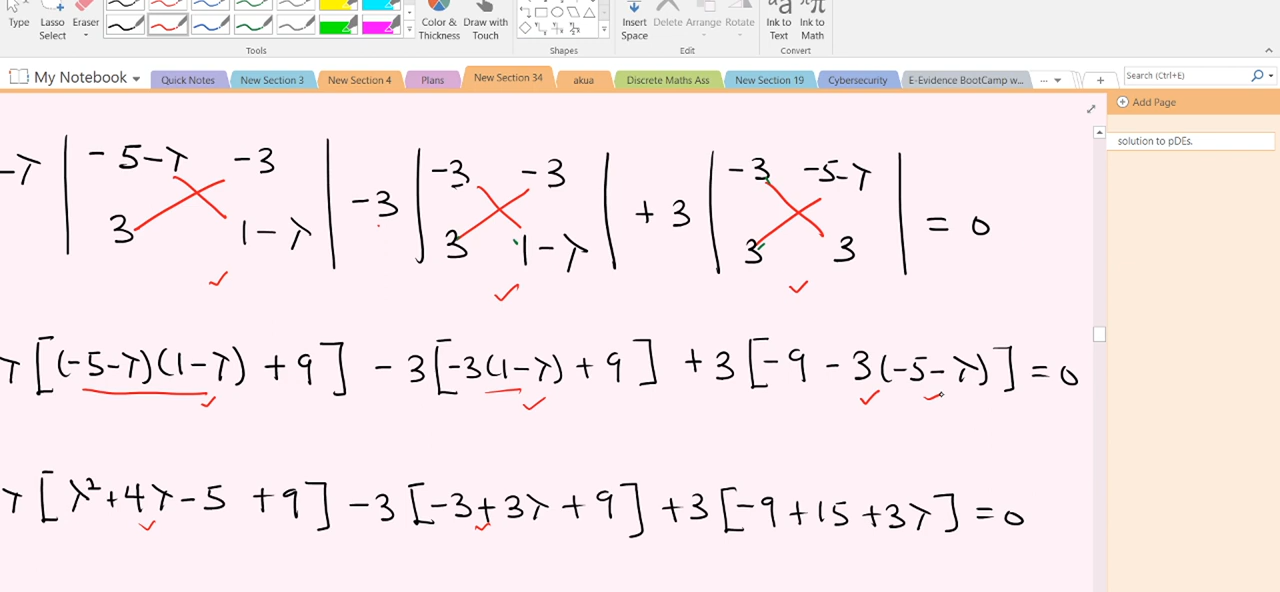 Type
Lasso Select
Eraser
Color & Thickness
Draw with Touch
Insert Space
Delete
Arrange
Rotate
Ink to Text
Ink to Math
Tools
Shapes
Edit
Convert
My Notebook
Quick Notes
New Section 3
New Section 4
Plans
New Section 34
akua
Discrete Maths Ass
New Section 19
Cybersecurity
E-Evidence BootCamp w...
...
+
Search (Ctrl+E)
Add Page
solution to pDEs.
-λ | -5-λ -3 | -3 | -3 -3 | + 3 | -3 -5-λ | = 0
3 1-λ 3 1-λ 3 3
λ [(-5-λ)(1-λ) + 9] - 3[-3(1-λ) + 9] + 3[-9 - 3(-5-λ)] = 0
λ [λ²+4λ-5 +9] -3 [-3+3λ+9] +3[-9+15+3λ] = 0